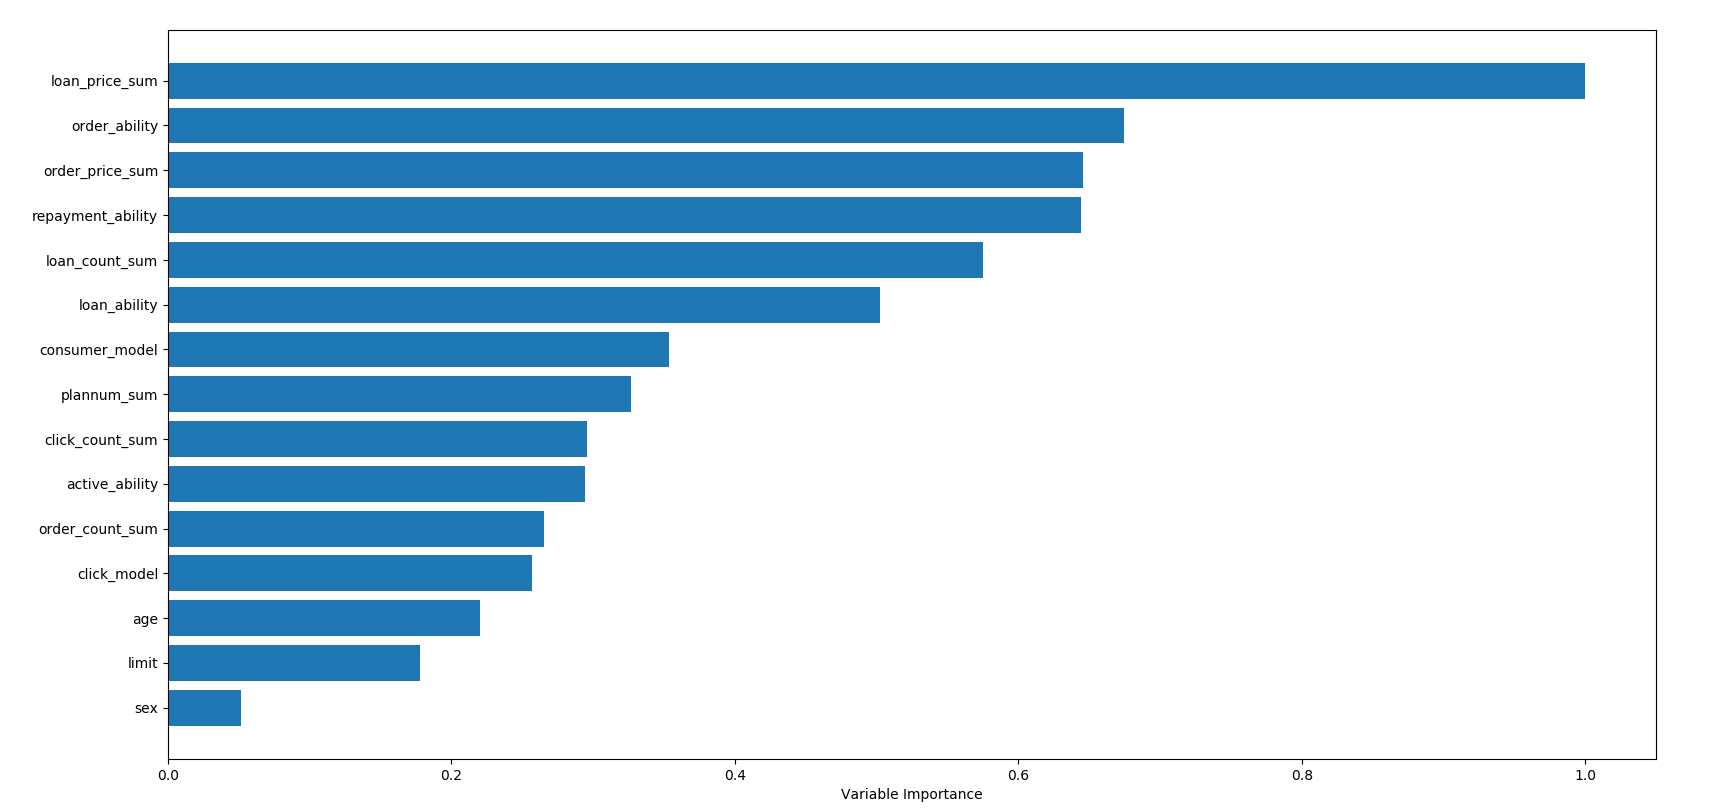 loan_price_sum
order_ability
order_price_sum
repayment_ability
loan_count_sum
loan_ability
consumer_model
plannum_sum
click_count_sum
active_ability
order_count_sum
click_model
age
limit
sex
0.0 0.2 0.4 0.6 0.8 1.0
Variable Importance